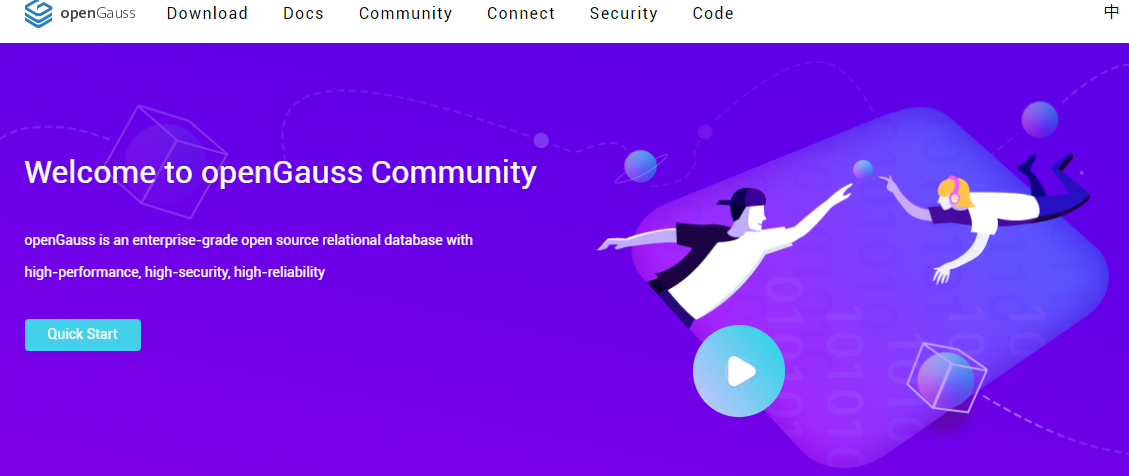 openGauss Download Docs Community Connect Security Code 中
Welcome to openGauss Community
openGauss is an enterprise-grade open source relational database with
high-performance, high-security, high-reliability
Quick Start